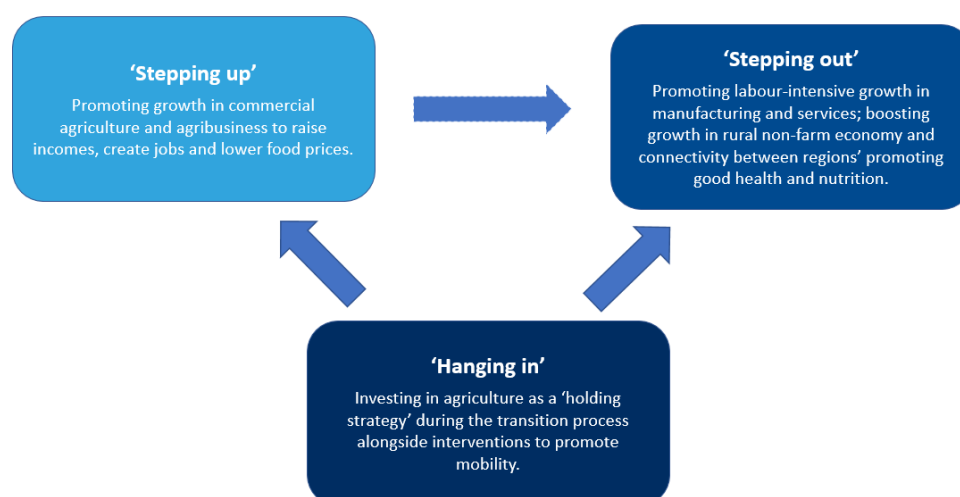 ‘Stepping up’
Promoting growth in commercial
agriculture and agribusiness to raise
incomes, create jobs and lower food prices.
‘Stepping out’
Promoting labour-intensive growth in
manufacturing and services; boosting
growth in rural non-farm economy and
connectivity between regions’ promoting
good health and nutrition.
‘Hanging in’
Investing in agriculture as a ‘holding
strategy’ during the transition process
alongside interventions to promote
mobility.